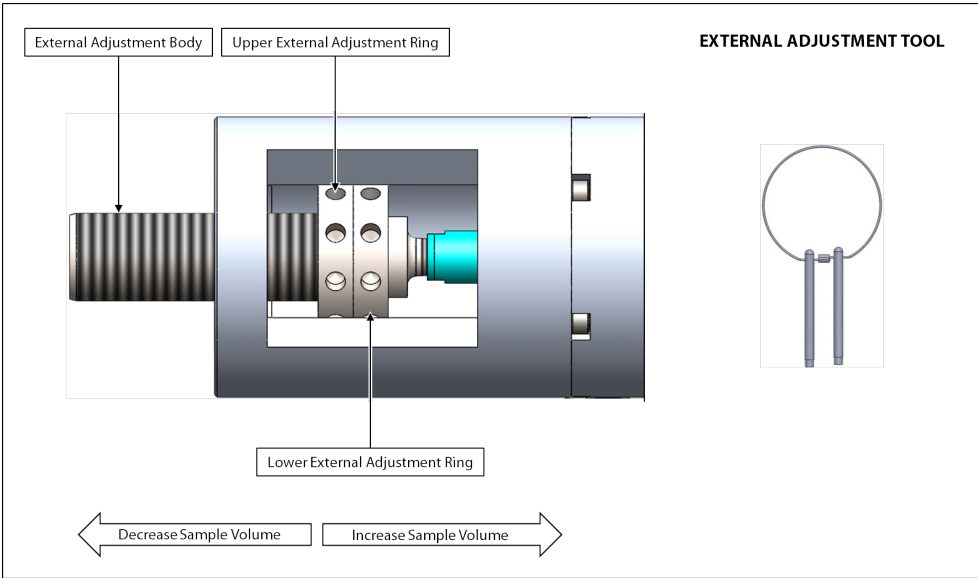 External Adjustment Body
Upper External Adjustment Ring
EXTERNAL ADJUSTMENT TOOL
Lower External Adjustment Ring
Decrease Sample Volume
Increase Sample Volume